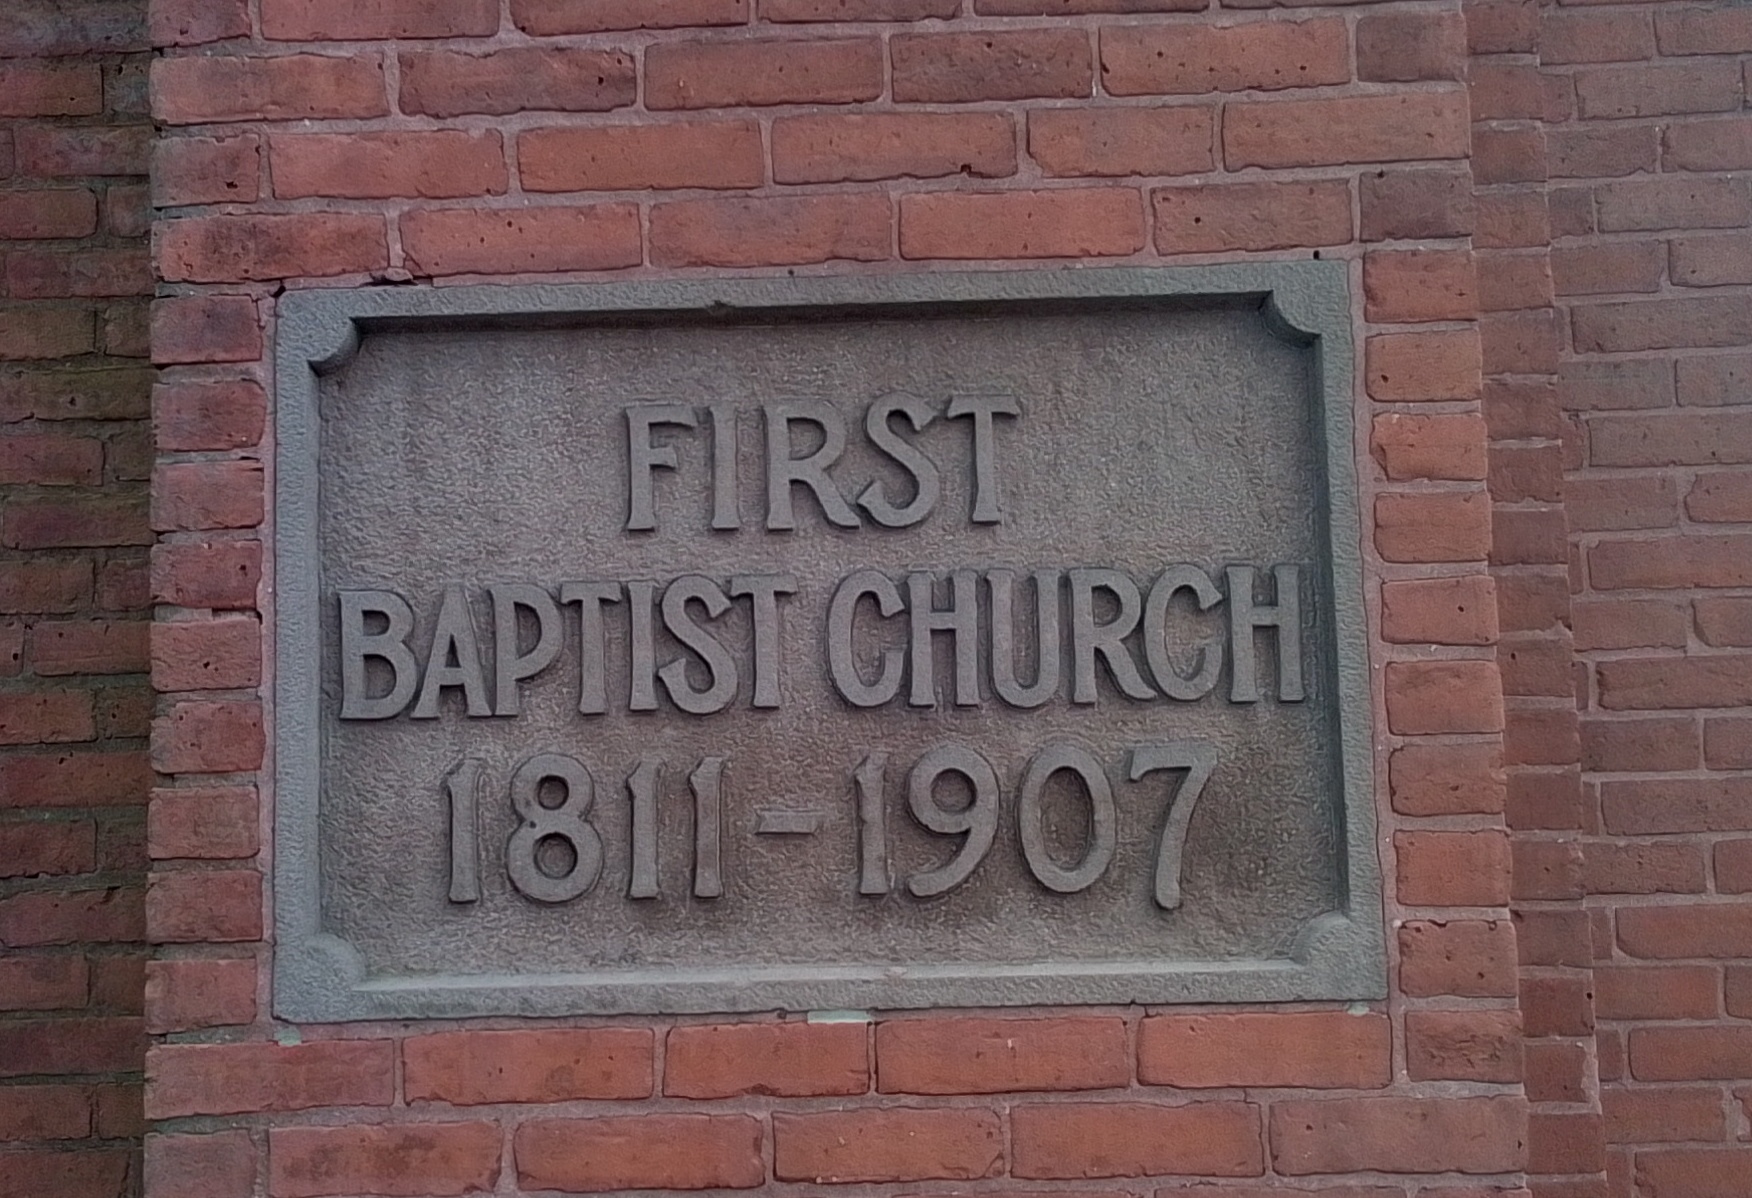 FIRST
BAPTIST CHURCH
1811-1907